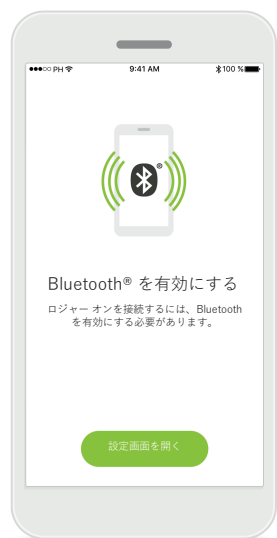 ●●●○○ PH 9:41 AM 100 %
®
Bluetooth® を有効にする
ロジャー オンを接続するには、Bluetooth
を有効にする必要があります。
設定画面を開く